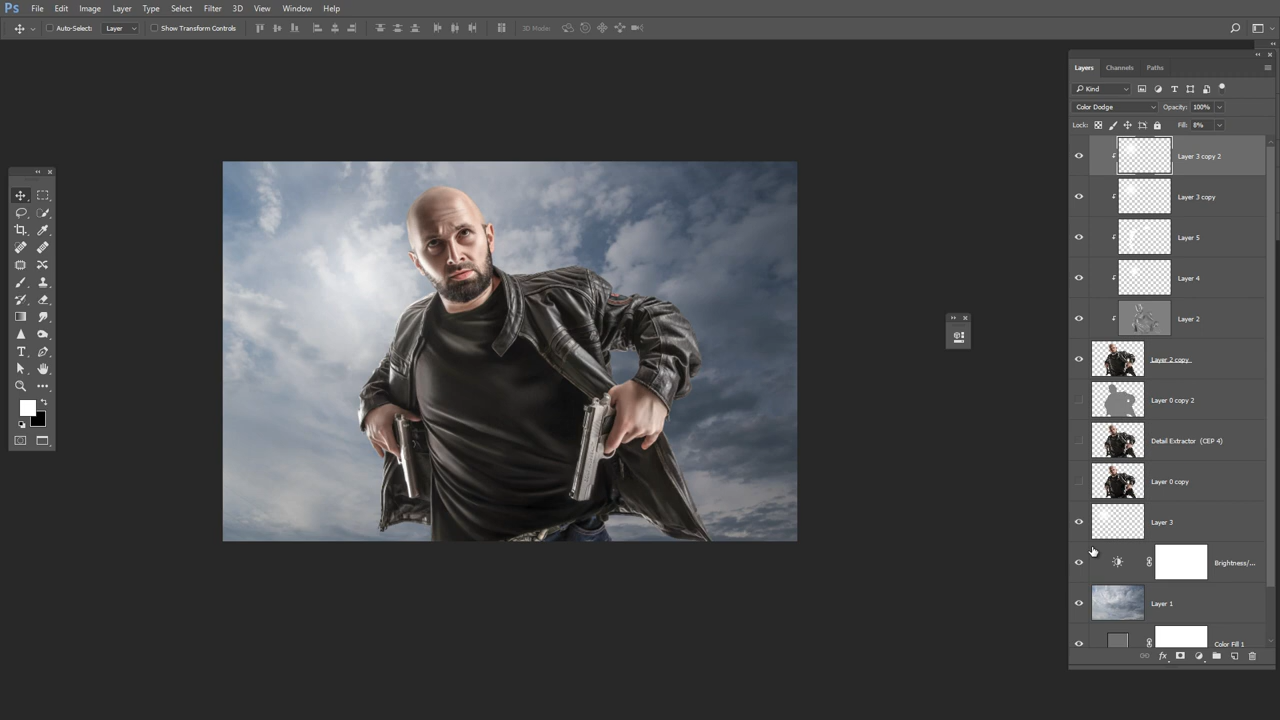 Ps File Edit Image Layer Type Select Filter 3D View Window Help
Auto-Select: Layer Show Transform Controls 3D Mode:
Layers Channels Paths
Kind
Color Dodge Opacity: 100%
Lock: Fill: 8%
Layer 3 copy 2
Layer 3 copy
Layer 5
Layer 4
Layer 2
Layer 2 copy
Layer 0 copy 2
Detail Extractor (CEP 4)
Layer 0 copy
Layer 3
Brightness/...
Layer 1
Color Fill 1
fx